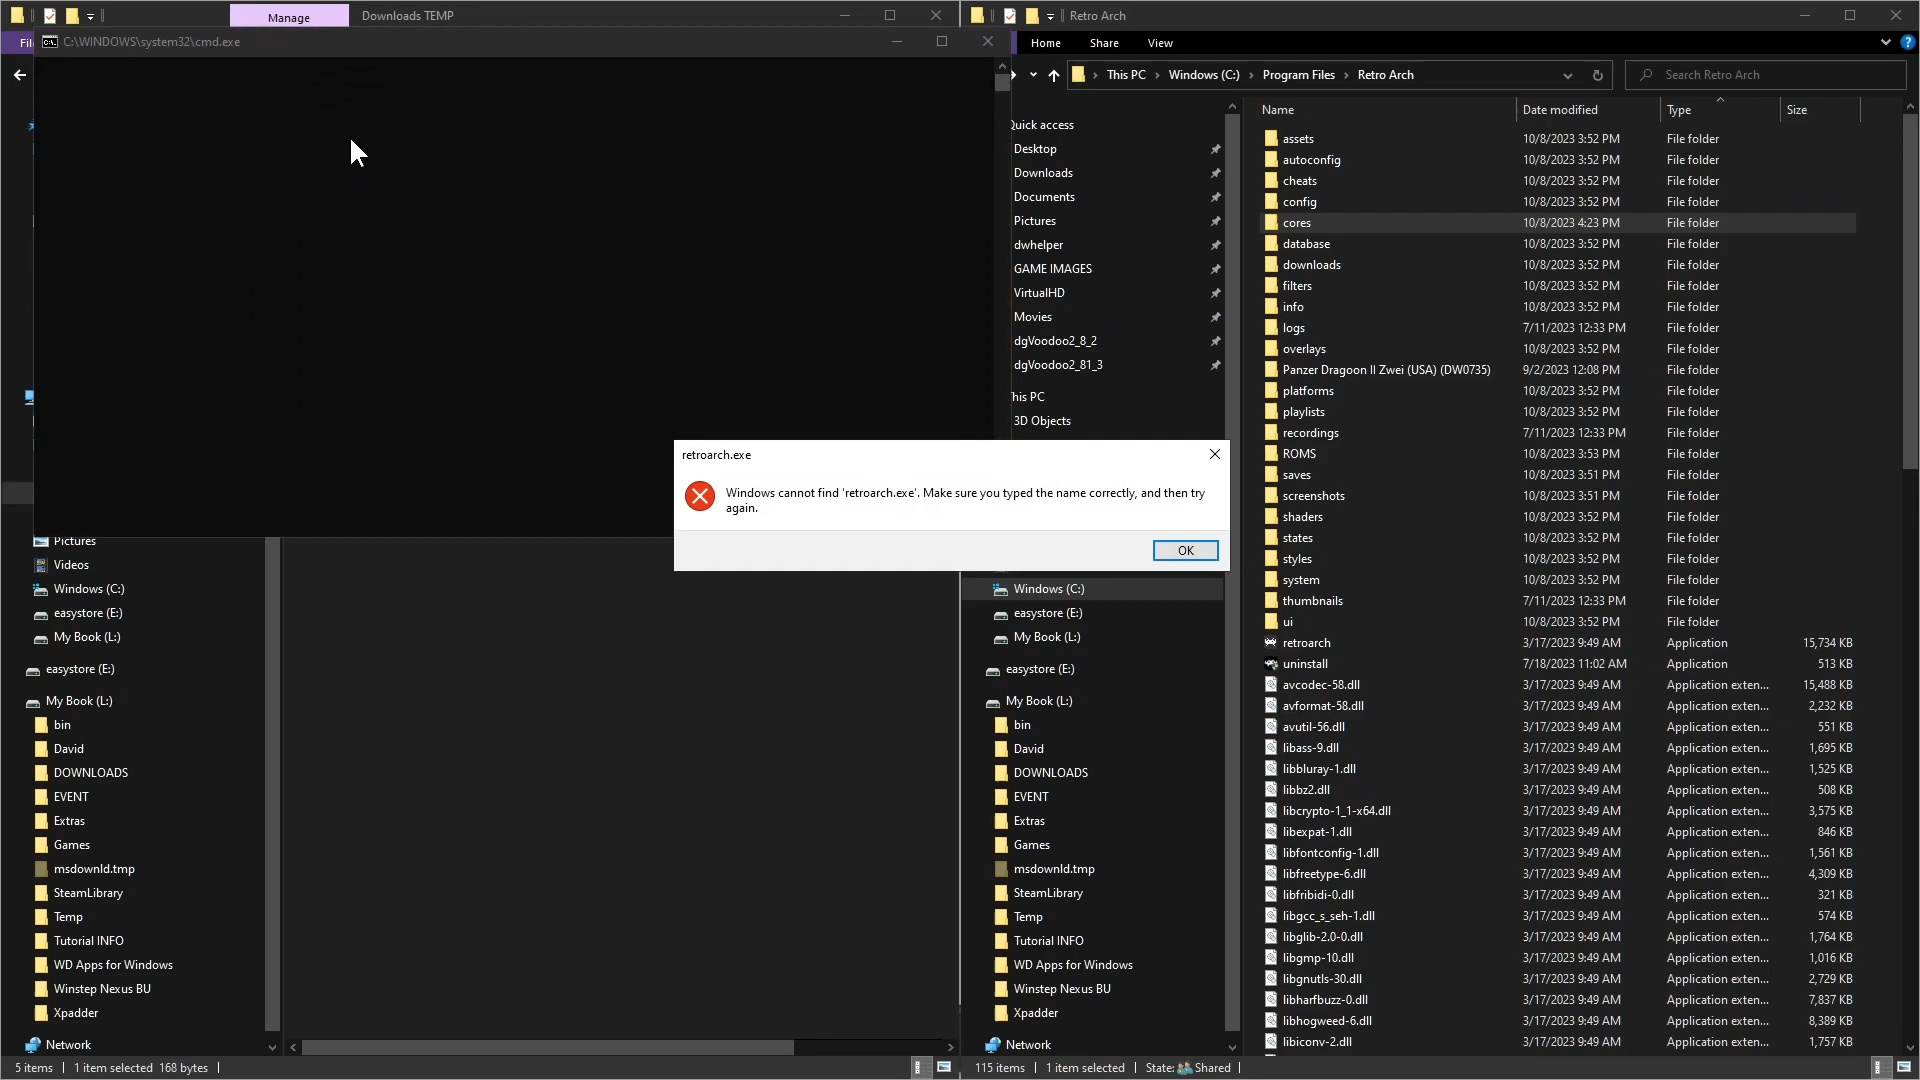 Manage
Downloads TEMP
Fil
C:\WINDOWS\system32\cmd.exe
Pictures
Videos
Windows (C:)
easystore (E:)
My Book (L:)
easystore (E:)
My Book (L:)
bin
David
DOWNLOADS
EVENT
Extras
Games
msdownld.tmp
SteamLibrary
Temp
Tutorial INFO
WD Apps for Windows
Winstep Nexus BU
Xpadder
Network
5 items
1 item selected 168 bytes
retroarch.exe
Windows cannot find 'retroarch.exe'. Make sure you typed the name correctly, and then try
again.
OK
Retro Arch
Home Share View
This PC > Windows (C:) > Program Files > Retro Arch
Search Retro Arch
Quick access
Desktop
Downloads
Documents
Pictures
dwhelper
GAME IMAGES
VirtualHD
Movies
dgVoodoo2_8_2
dgVoodoo2_81_3
his PC
3D Objects
Windows (C:)
easystore (E:)
My Book (L:)
easystore (E:)
My Book (L:)
bin
David
DOWNLOADS
EVENT
Extras
Games
msdownld.tmp
SteamLibrary
Temp
Tutorial INFO
WD Apps for Windows
Winstep Nexus BU
Xpadder
Network
Name Date modified Type Size
assets 10/8/2023 3:52 PM File folder
autoconfig 10/8/2023 3:52 PM File folder
cheats 10/8/2023 3:52 PM File folder
config 10/8/2023 3:52 PM File folder
cores 10/8/2023 4:23 PM File folder
database 10/8/2023 3:52 PM File folder
downloads 10/8/2023 3:52 PM File folder
filters 10/8/2023 3:52 PM File folder
info 10/8/2023 3:52 PM File folder
logs 7/11/2023 12:33 PM File folder
overlays 10/8/2023 3:52 PM File folder
Panzer Dragoon II Zwei (USA) (DW0735) 9/2/2023 12:08 PM File folder
platforms 10/8/2023 3:52 PM File folder
playlists 10/8/2023 3:52 PM File folder
recordings 7/11/2023 12:33 PM File folder
ROMS 10/8/2023 3:53 PM File folder
saves 10/8/2023 3:51 PM File folder
screenshots 10/8/2023 3:51 PM File folder
shaders 10/8/2023 3:52 PM File folder
states 10/8/2023 3:52 PM File folder
styles 10/8/2023 3:52 PM File folder
system 10/8/2023 3:52 PM File folder
thumbnails 7/11/2023 12:33 PM File folder
ui 10/8/2023 3:52 PM File folder
retroarch 3/17/2023 9:49 AM Application 15,734 KB
uninstall 7/18/2023 11:02 AM Application 513 KB
avcodec-58.dll 3/17/2023 9:49 AM Application exten... 15,488 KB
avformat-58.dll 3/17/2023 9:49 AM Application exten... 2,232 KB
avutil-56.dll 3/17/2023 9:49 AM Application exten... 551 KB
libass-9.dll 3/17/2023 9:49 AM Application exten... 1,695 KB
libbluray-1.dll 3/17/2023 9:49 AM Application exten... 1,525 KB
libbz2.dll 3/17/2023 9:49 AM Application exten... 508 KB
libcrypto-1_1-x64.dll 3/17/2023 9:49 AM Application exten... 3,575 KB
libexpat-1.dll 3/17/2023 9:49 AM Application exten... 846 KB
libfontconfig-1.dll 3/17/2023 9:49 AM Application exten... 1,561 KB
libfreetype-6.dll 3/17/2023 9:49 AM Application exten... 4,309 KB
libfribidi-0.dll 3/17/2023 9:49 AM Application exten... 321 KB
libgcc_s_seh-1.dll 3/17/2023 9:49 AM Application exten... 574 KB
libglib-2.0-0.dll 3/17/2023 9:49 AM Application exten... 1,764 KB
libgmp-10.dll 3/17/2023 9:49 AM Application exten... 1,016 KB
libgnutls-30.dll 3/17/2023 9:49 AM Application exten... 2,729 KB
libharfbuzz-0.dll 3/17/2023 9:49 AM Application exten... 7,837 KB
libhogweed-6.dll 3/17/2023 9:49 AM Application exten... 8,389 KB
libiconv-2.dll 3/17/2023 9:49 AM Application exten... 1,757 KB
115 items
1 item selected
State: Shared